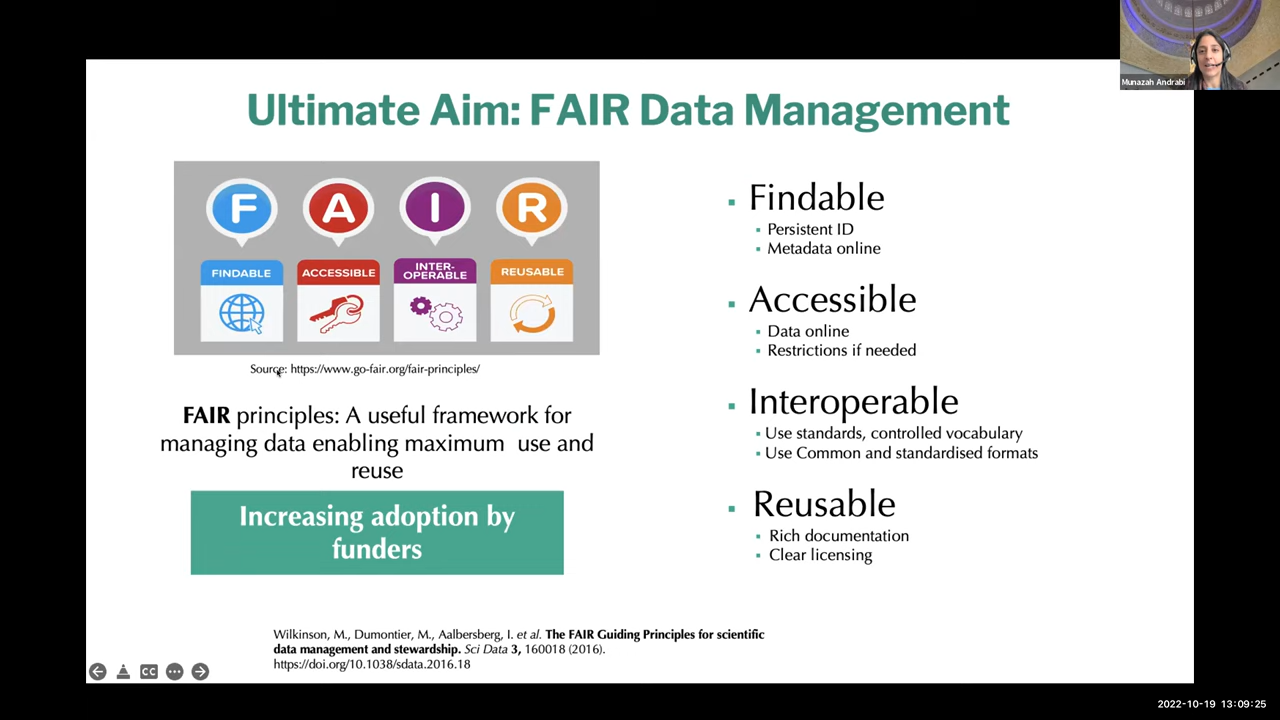 Munazah Andrabi
Ultimate Aim: FAIR Data Management
F A I R
FINDABLE
ACCESSIBLE
INTER-
OPERABLE
REUSABLE
Source: https://www.go-fair.org/fair-principles/
FAIR principles: A useful framework for
managing data enabling maximum use and
reuse
Increasing adoption by
funders
Findable
Persistent ID
Metadata online
Accessible
Data online
Restrictions if needed
Interoperable
Use standards, controlled vocabulary
Use Common and standardised formats
Reusable
Rich documentation
Clear licensing
Wilkinson, M., Dumontier, M., Aalbersberg, I. et al. The FAIR Guiding Principles for scientific
data management and stewardship. Sci Data 3, 160018 (2016).
https://doi.org/10.1038/sdata.2016.18
CC
2022-10-19 13:09:25